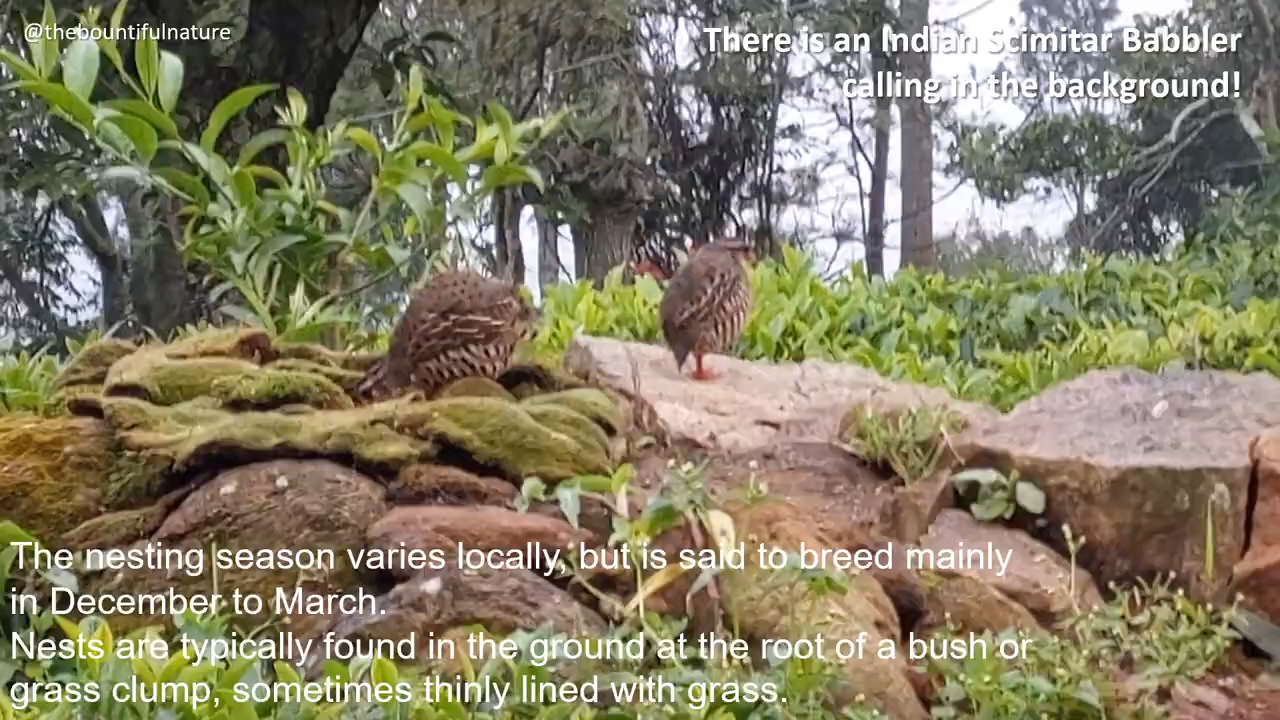 @thebountifulnature
There is an Indian Scimitar Babbler
calling in the background!
The nesting season varies locally, but is said to breed mainly
in December to March.
Nests are typically found in the ground at the root of a bush or
grass clump, sometimes thinly lined with grass.